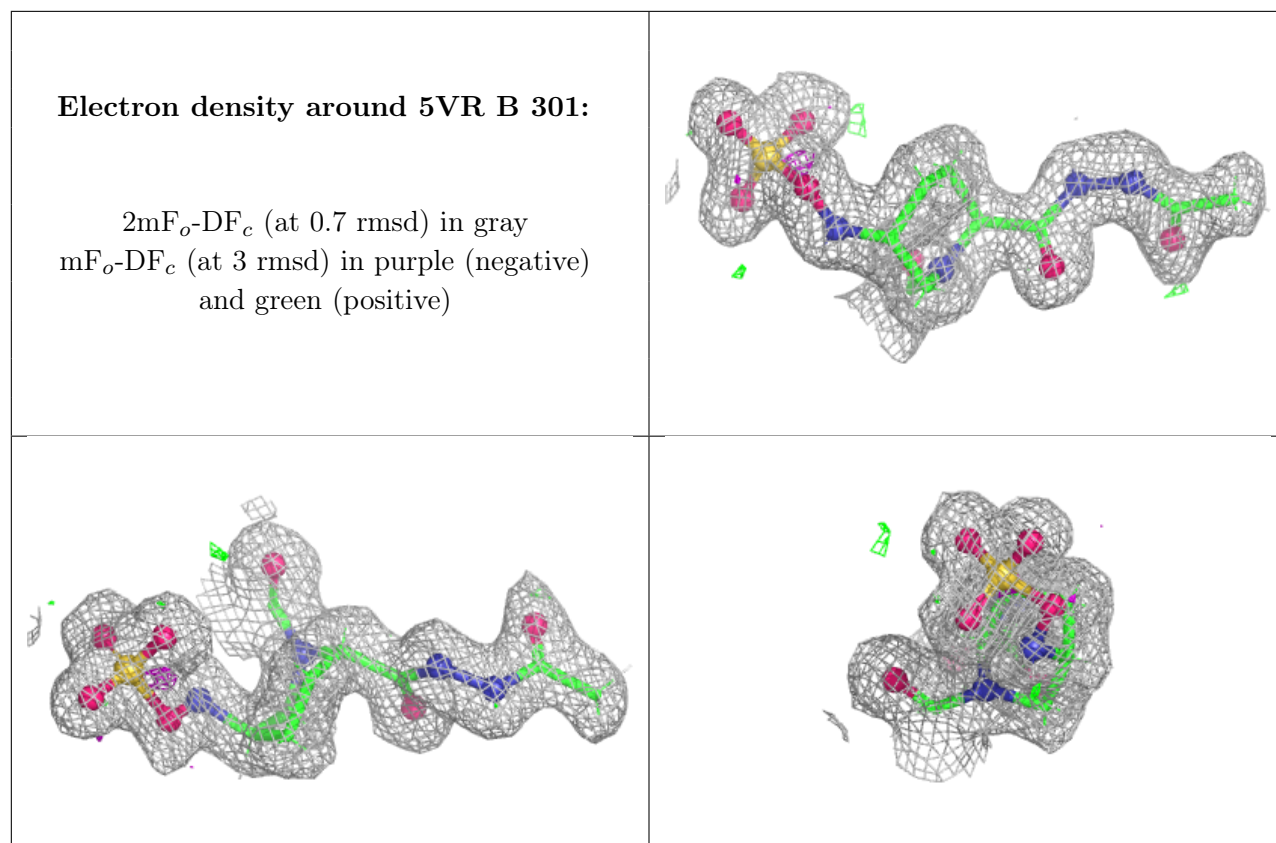 Electron density around 5VR B 301:
2mFo-DFc (at 0.7 rmsd) in gray
mFo-DFc (at 3 rmsd) in purple (negative)
and green (positive)